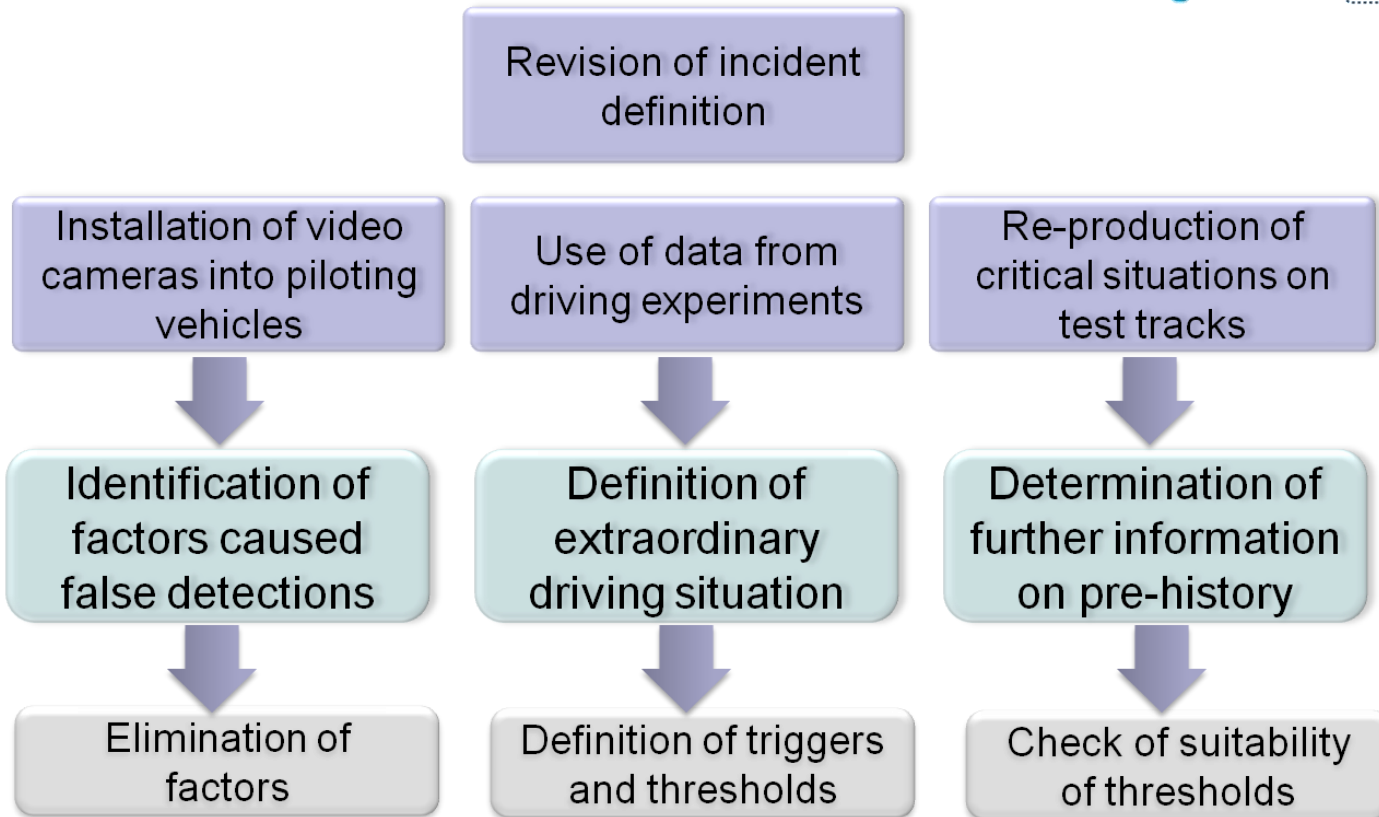 Revision of incident
definition
Installation of video
cameras into piloting
vehicles
Use of data from
driving experiments
Re-production of
critical situations on
test tracks
Identification of
factors caused
false detections
Definition of
extraordinary
driving situation
Determination of
further information
on pre-history
Elimination of
factors
Definition of triggers
and thresholds
Check of suitability
of thresholds